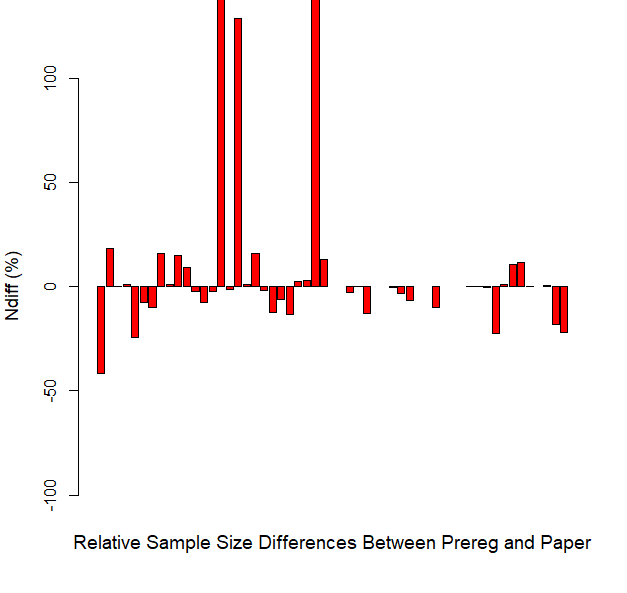 100
50
0
-50
-100
Ndiff (%)
Relative Sample Size Differences Between Prereg and Paper